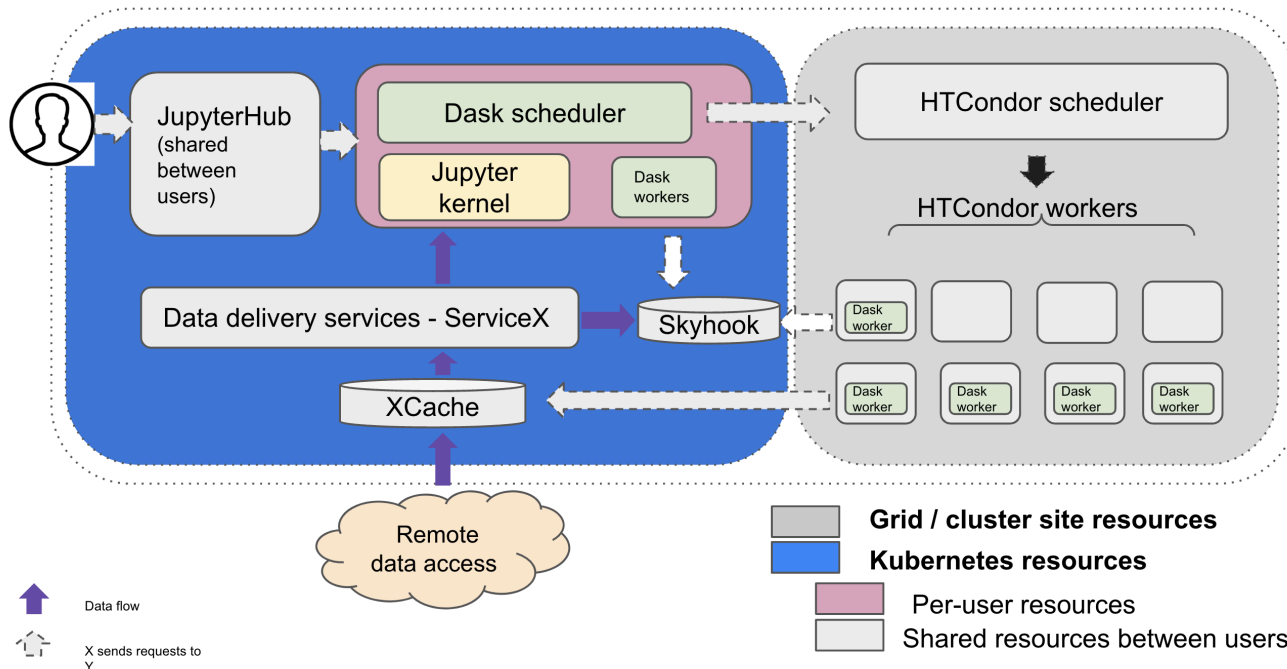 JupyterHub
(shared
between
users)
Dask scheduler
Jupyter
kernel
Dask
workers
HTCondor scheduler
HTCondor workers
Data delivery services - ServiceX
Skyhook
XCache
Dask
worker
Dask
worker
Dask
worker
Dask
worker
Dask
worker
Remote
data access
Grid / cluster site resources
Kubernetes resources
Per-user resources
Shared resources between users
Data flow
X sends requests to
Y